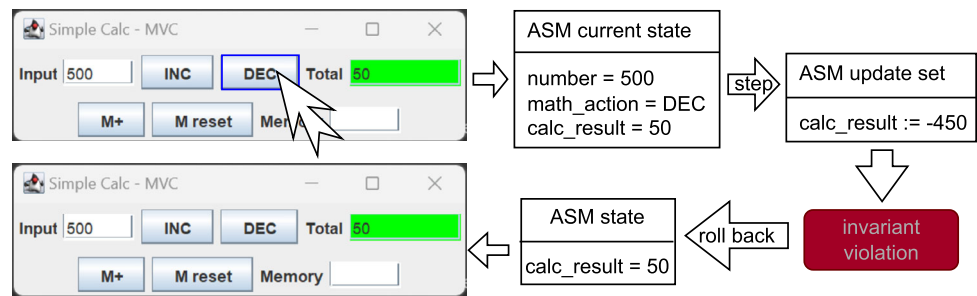 Simple Calc - MVC
Input 500 INC DEC Total 50
M+ M reset Mem
ASM current state
number = 500
math_action = DEC
calc_result = 50
step
ASM update set
calc_result := -450
invariant
violation
roll back
ASM state
calc_result = 50
Simple Calc - MVC
Input 500 INC DEC Total 50
M+ M reset Memory